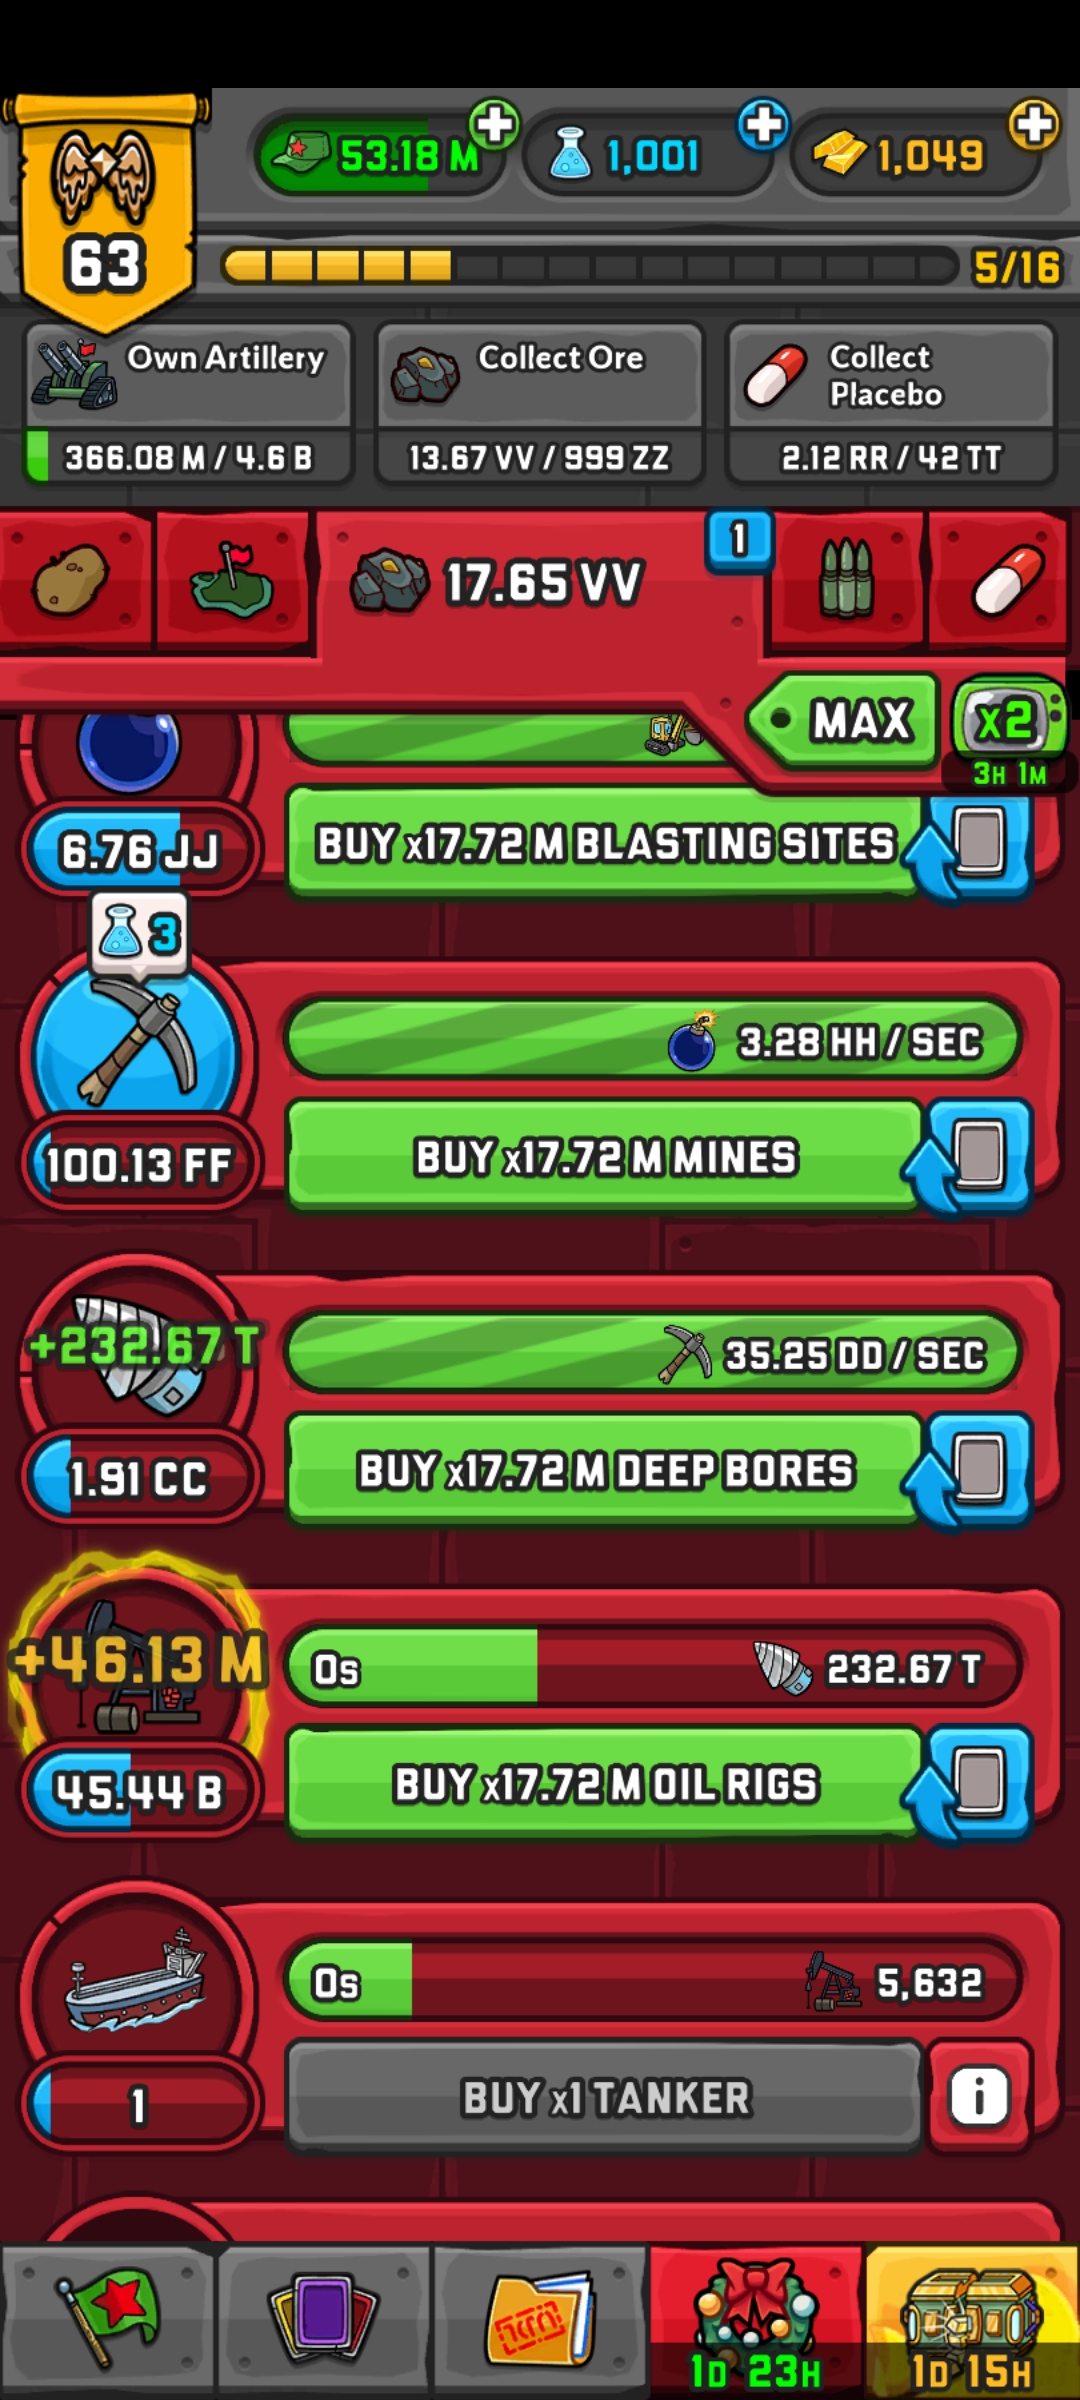 53.18 M
1,001
1,049
63
5/16
Own Artillery
366.08 M / 4.6 B
Collect Ore
13.67 VV / 999 ZZ
Collect
Placebo
2.12 RR / 42 TT
17.65 VV
1
MAX
x2
3H 1M
6.76 JJ
BUY x17.72 M BLASTING SITES
3
3.28 HH / SEC
100.13 FF
BUY x17.72 M MINES
+232.67 T
35.25 DD / SEC
1.91 CC
BUY x17.72 M DEEP BORES
+46.13 M
0s
232.67 T
45.44 B
BUY x17.72 M OIL RIGS
0s
5,632
1
BUY x1 TANKER
i
1D 23H
1D 15H